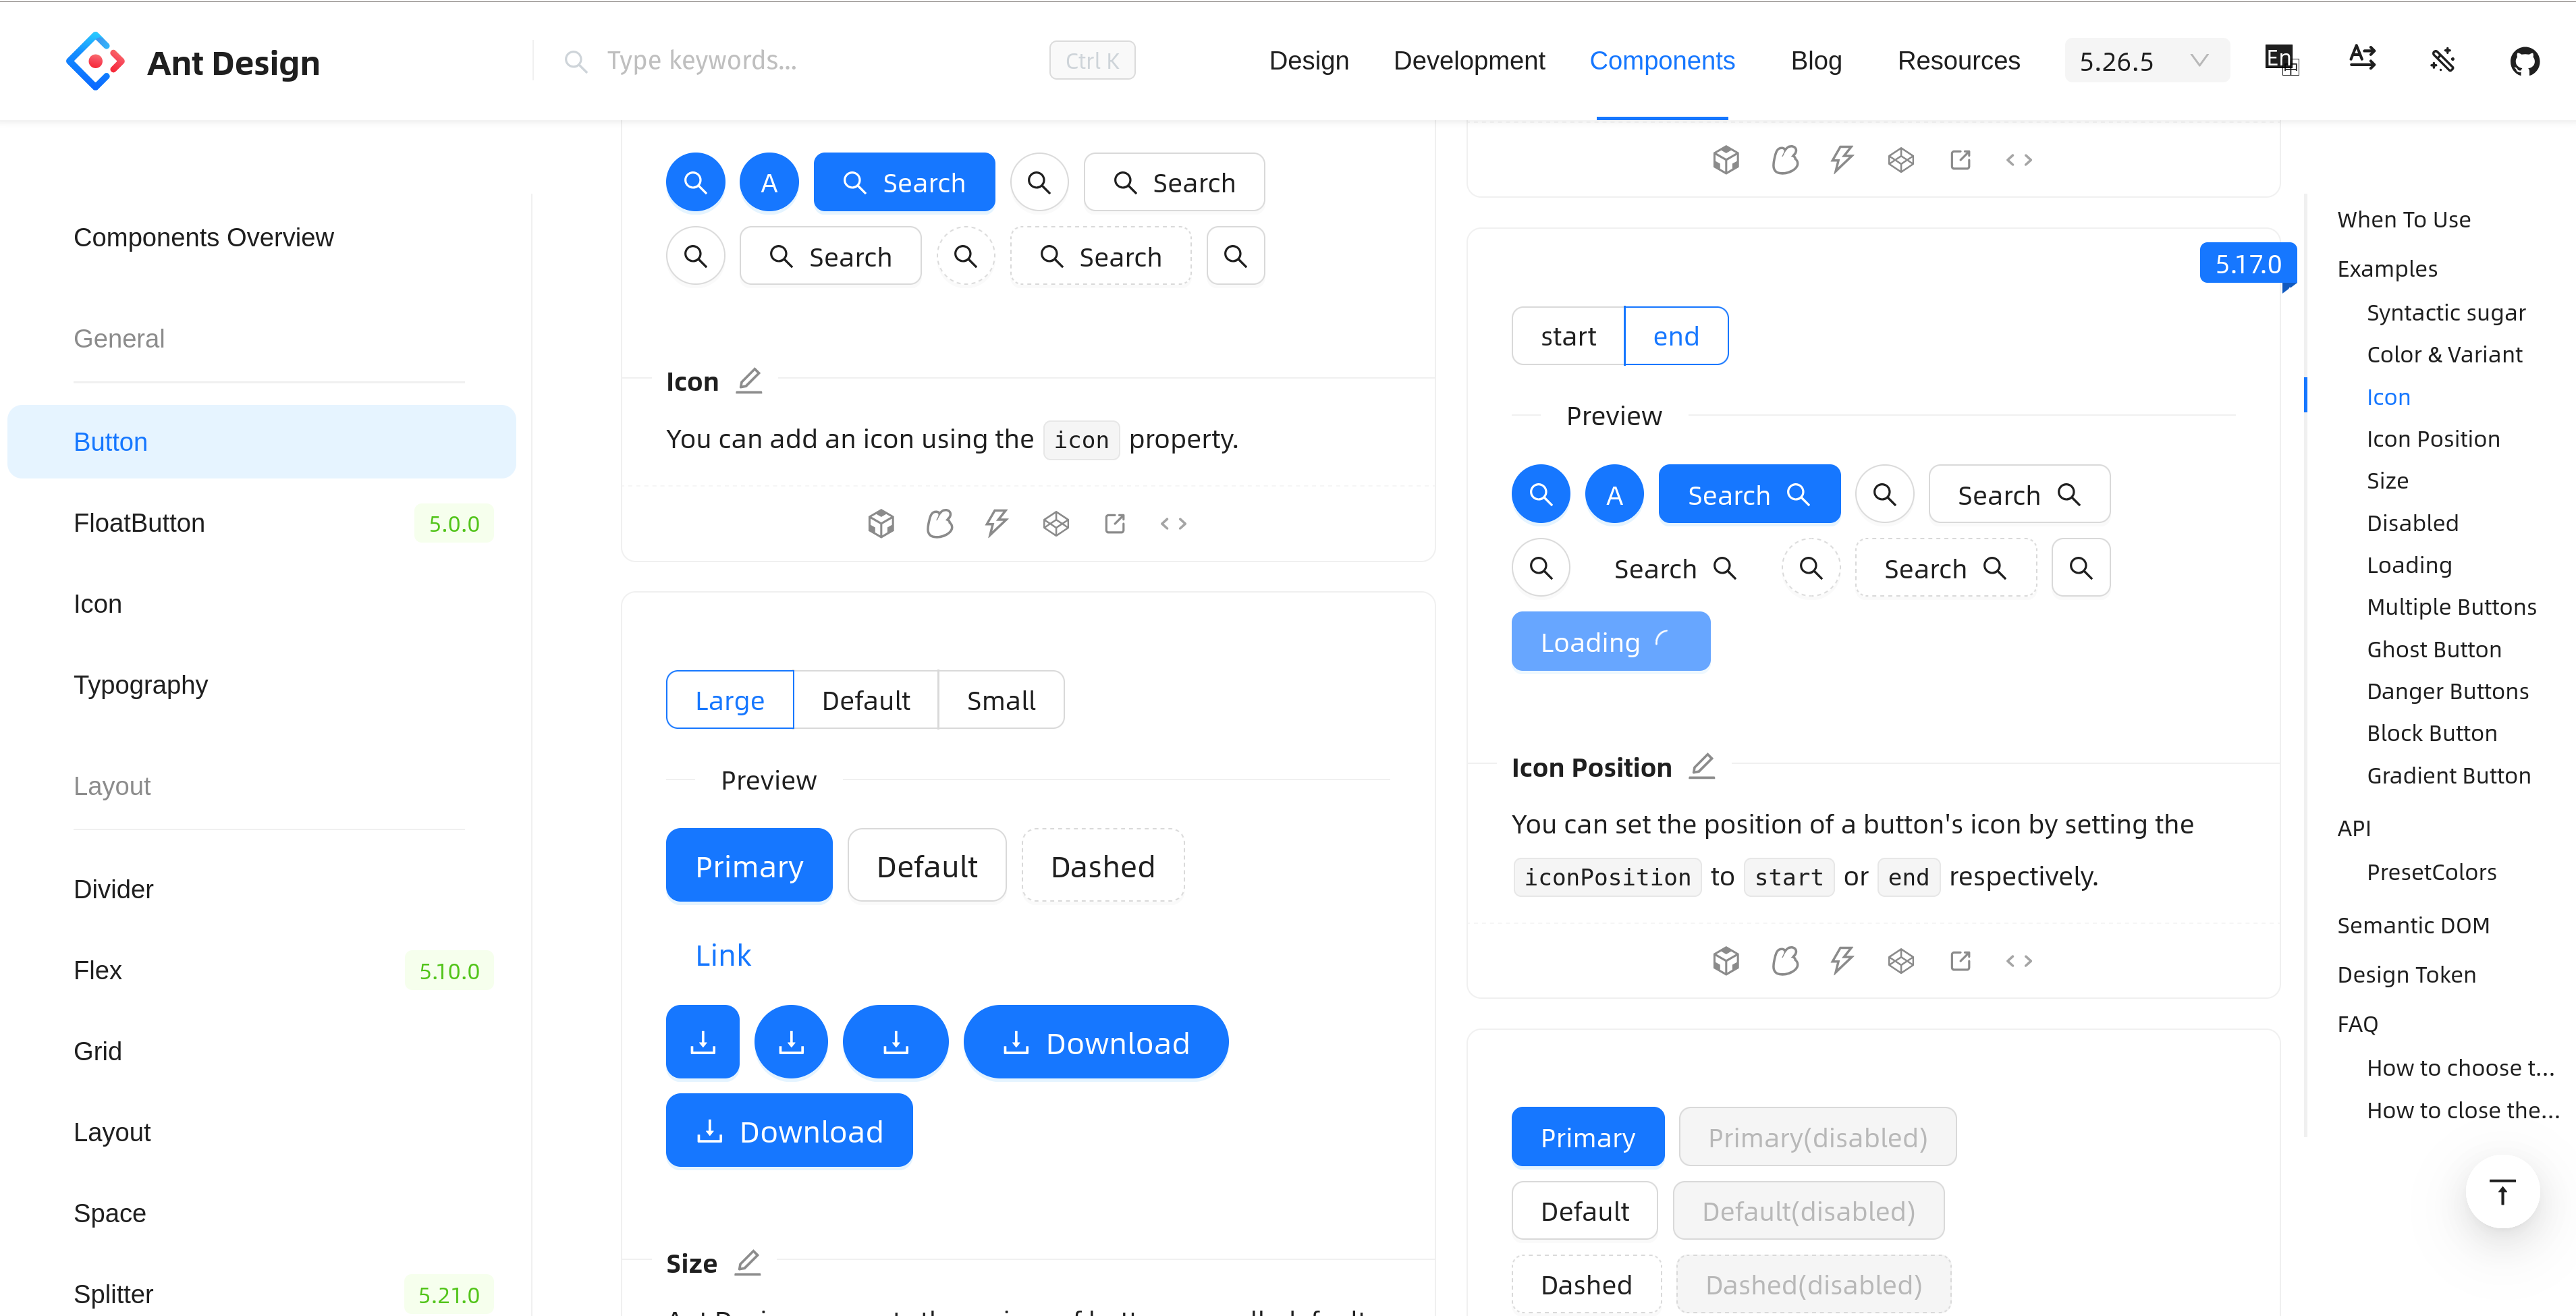 Ant Design
Type keywords...
Ctrl K
Design
Development
Components
Blog
Resources
5.26.5
En
Components Overview
General
Button
FloatButton
5.0.0
Icon
Typography
Layout
Divider
Flex
5.10.0
Grid
Layout
Space
Splitter
5.21.0
A
Search
Search
Search
Search
Icon
You can add an icon using the icon property.
Large
Default
Small
Preview
Primary
Default
Dashed
Link
Download
Download
Size
5.17.0
start
end
Preview
A
Search
Search
Search
Search
Loading
Icon Position
You can set the position of a button's icon by setting the
iconPosition to start or end respectively.
Primary
Primary(disabled)
Default
Default(disabled)
Dashed
Dashed(disabled)
When To Use
Examples
Syntactic sugar
Color & Variant
Icon
Icon Position
Size
Disabled
Loading
Multiple Buttons
Ghost Button
Danger Buttons
Block Button
Gradient Button
API
PresetColors
Semantic DOM
Design Token
FAQ
How to choose t...
How to close the...